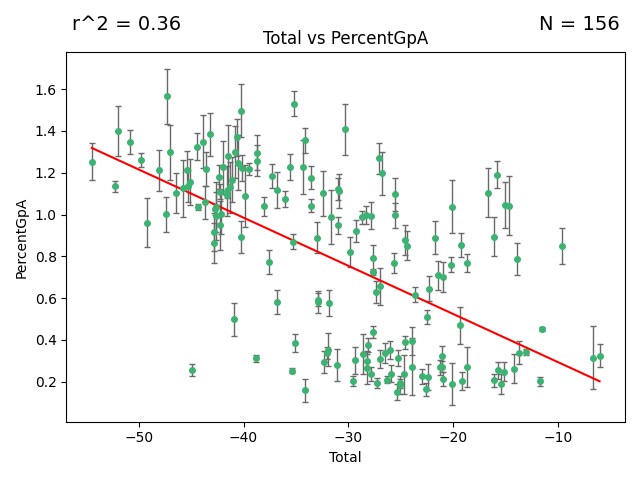 r^2 = 0.36
N = 156
Total vs PercentGpA
PercentGpA
1.6
1.4
1.2
1.0
0.8
0.6
0.4
0.2
−50
−40
−30
−20
−10
Total